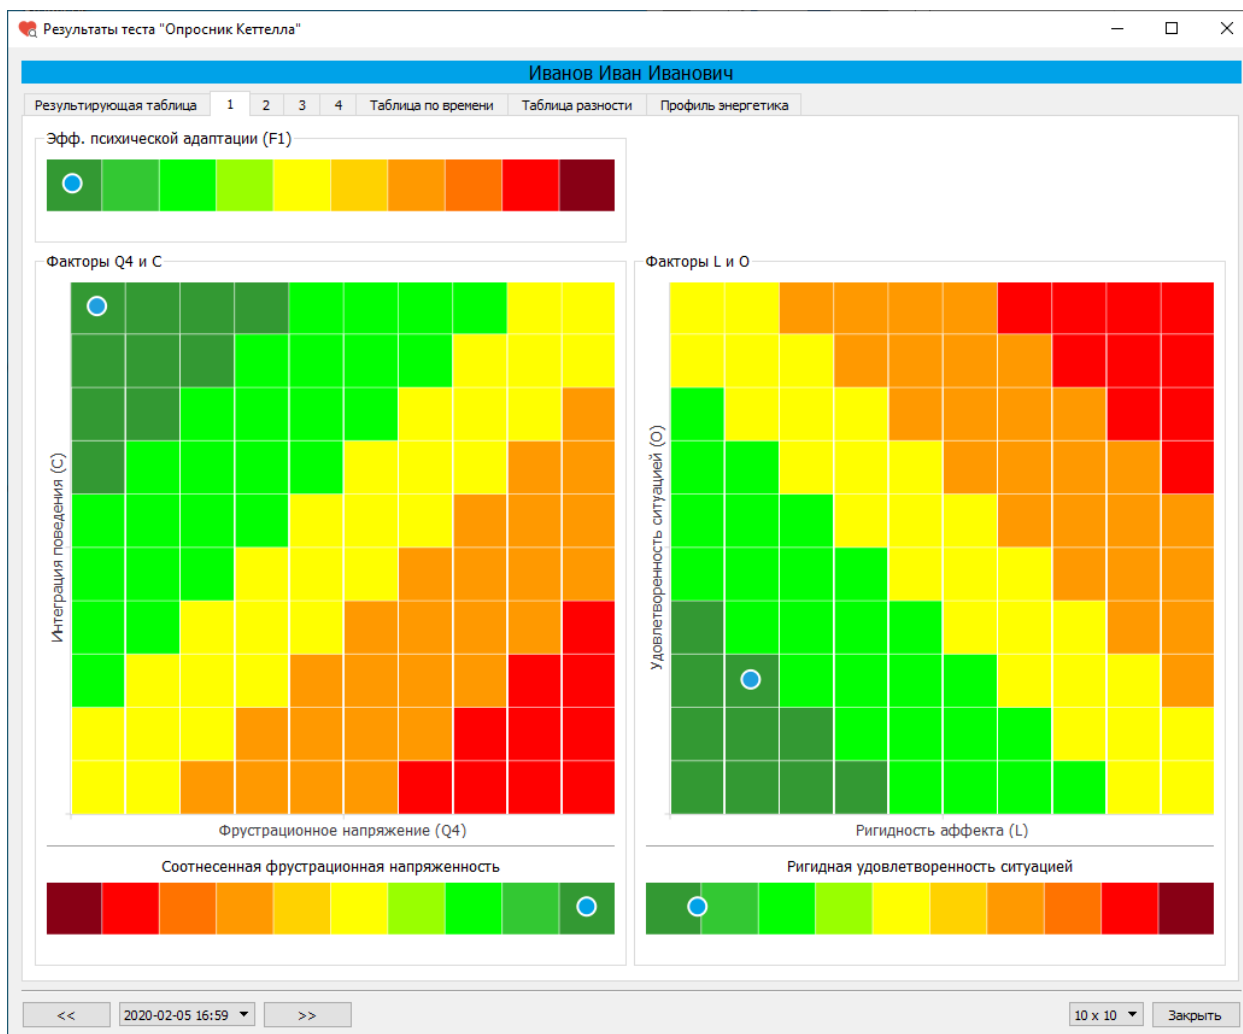 Результаты теста "Опросник Кеттелла"
Иванов Иван Иванович
Результирующая таблица 1 2 3 4 Таблица по времени Таблица разности Профиль энергетика
Эфф. психической адаптации (F1)
Факторы Q4 и C
Интеграция поведения (C)
Фрустрационное напряжение (Q4)
Соотнесенная фрустрационная напряженность
Факторы L и O
Удовлетворенность ситуацией (O)
Ригидность аффекта (L)
Ригидная удовлетворенность ситуацией
<< 2020-02-05 16:59 >> 10 x 10 Закрыть